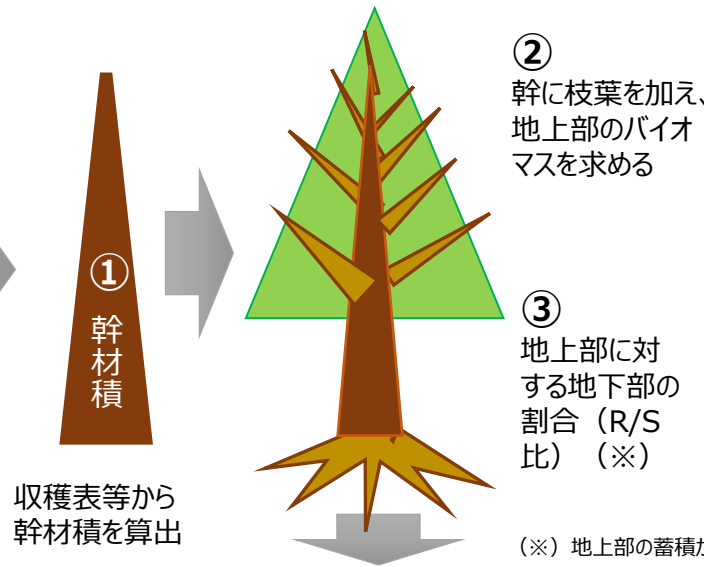 ①
幹材積
収穫表等から
幹材積を算出
②
幹に枝葉を加え、
地上部のバイオ
マスを求める
③
地上部に対
する地下部の
割合（R/S
比）（※）
（※）地上部の蓄積